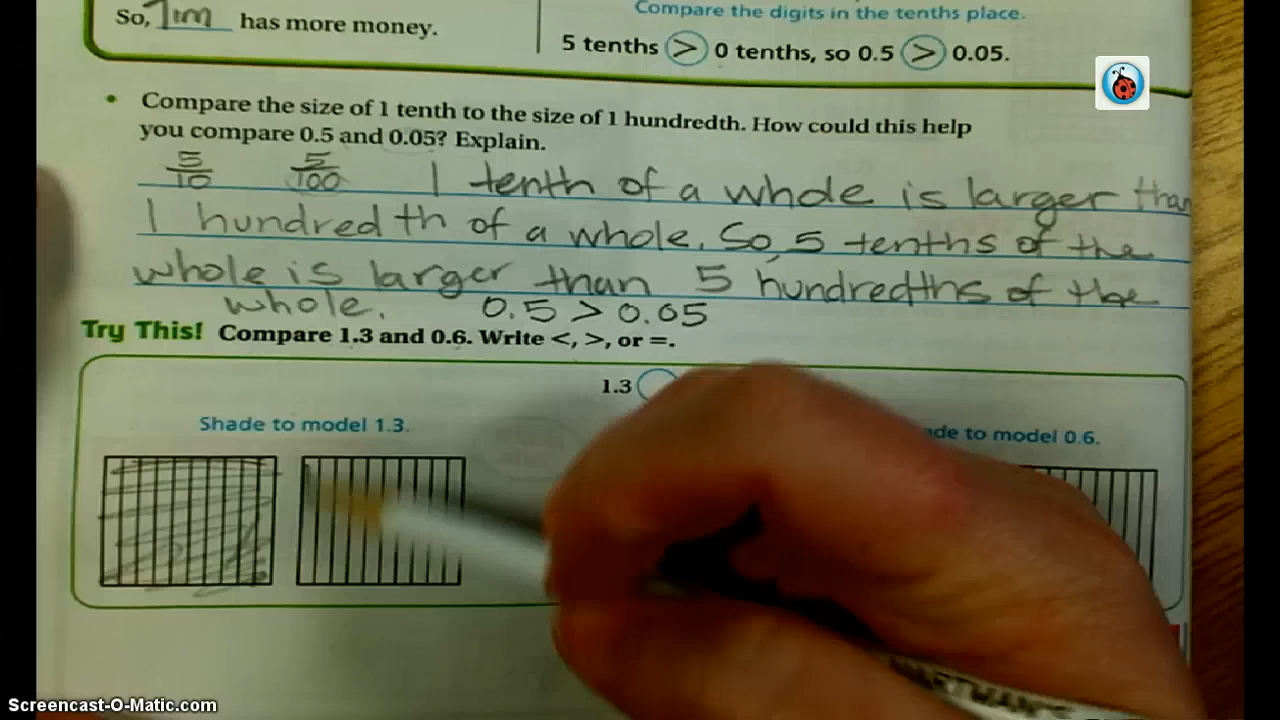 So, Tim has more money.
Compare the digits in the tenths place.
5 tenths > 0 tenths, so 0.5 > 0.05.
• Compare the size of 1 tenth to the size of 1 hundredth. How could this help
you compare 0.5 and 0.05? Explain.
5/10 5/100 1 tenth of a whole is larger than
1 hundredth of a whole. So, 5 tenths of the
whole is larger than 5 hundredths of the
whole. 0.5 > 0.05
Try This! Compare 1.3 and 0.6. Write <, >, or =.
1.3
Shade to model 1.3.
to model 0.6.
Screencast-O-Matic.com